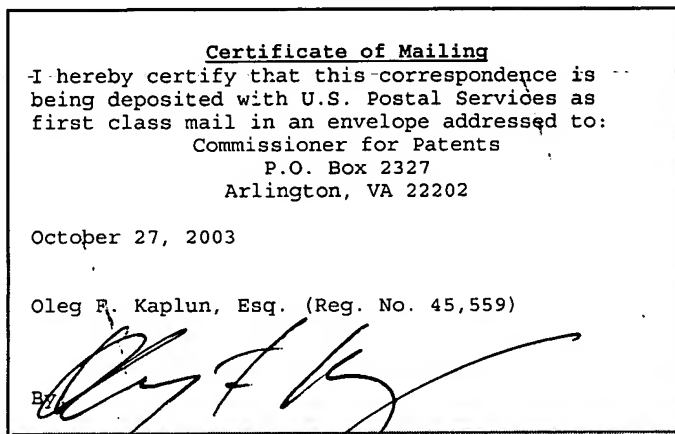 Certificate of Mailing
I hereby certify that this correspondence is
being deposited with U.S. Postal Services as
first class mail in an envelope addressed to:
Commissioner for Patents
P.O. Box 2327
Arlington, VA 22202
October 27, 2003
Oleg F. Kaplun, Esq. (Reg. No. 45,559)
By